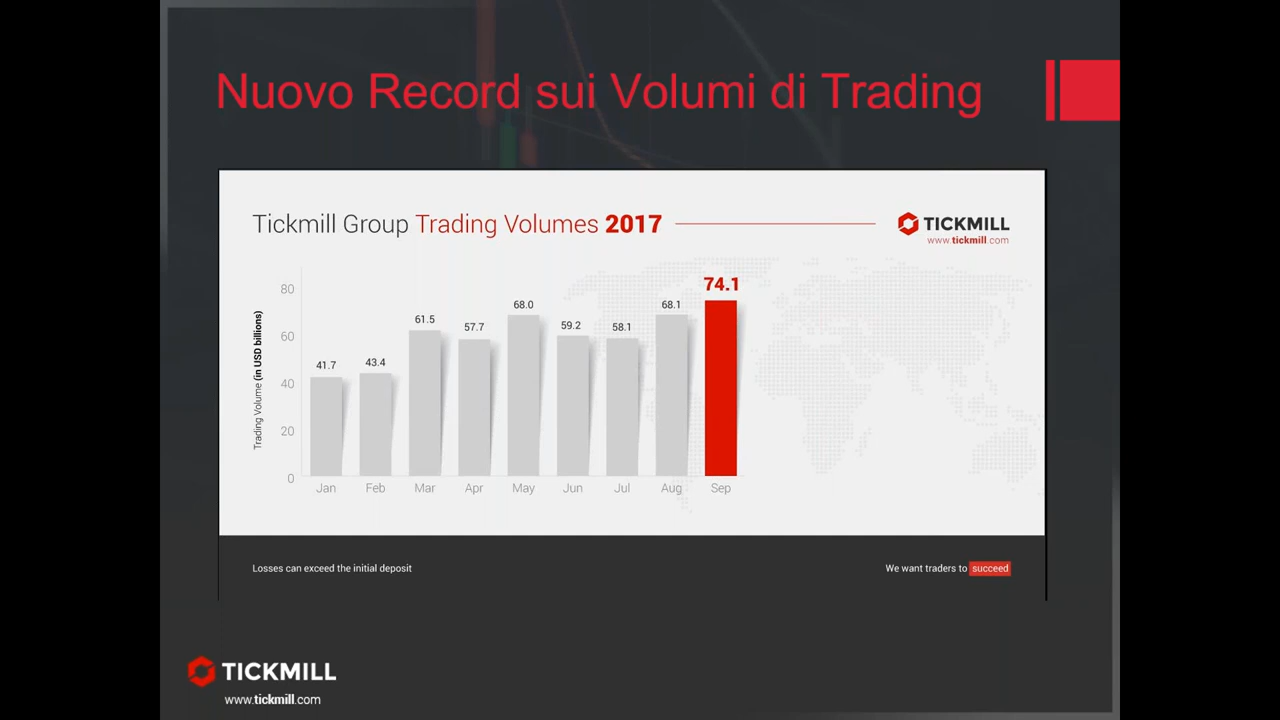 Nuovo Record sui Volumi di Trading
Tickmill Group Trading Volumes 2017
TICKMILL
www.tickmill.com
Trading Volume (in USD billions)
80
60
40
20
0
41.7
43.4
61.5
57.7
68.0
59.2
58.1
68.1
74.1
Jan Feb Mar Apr May Jun Jul Aug Sep
Losses can exceed the initial deposit
We want traders to succeed
TICKMILL
www.tickmill.com